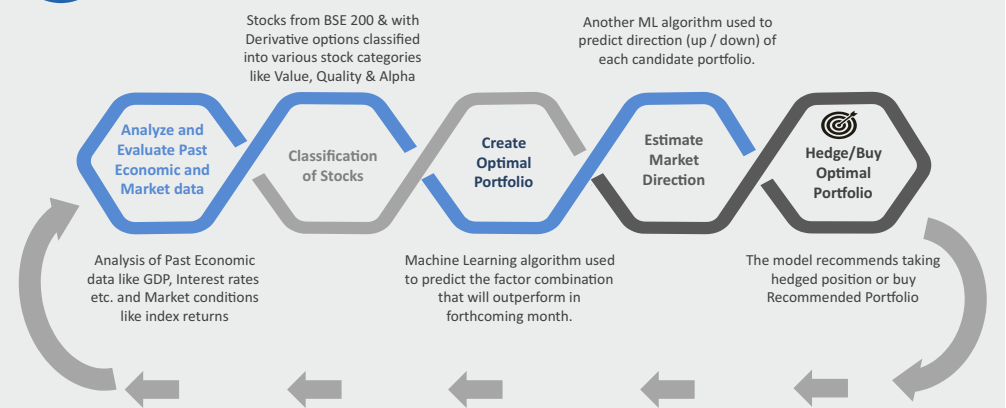 Stocks from BSE 200 & with
Derivative options classified
into various stock categories
like Value, Quality & Alpha
Another ML algorithm used to
predict direction (up / down) of
each candidate portfolio.
Analyze and
Evaluate Past
Economic and
Market data
Classification
of Stocks
Create
Optimal
Portfolio
Estimate
Market
Direction
Hedge/Buy
Optimal
Portfolio
Analysis of Past Economic
data like GDP, Interest rates
etc. and Market conditions
like index returns
Machine Learning algorithm used
to predict the factor combination
that will outperform in
forthcoming month.
The model recommends taking
hedged position or buy
Recommended Portfolio